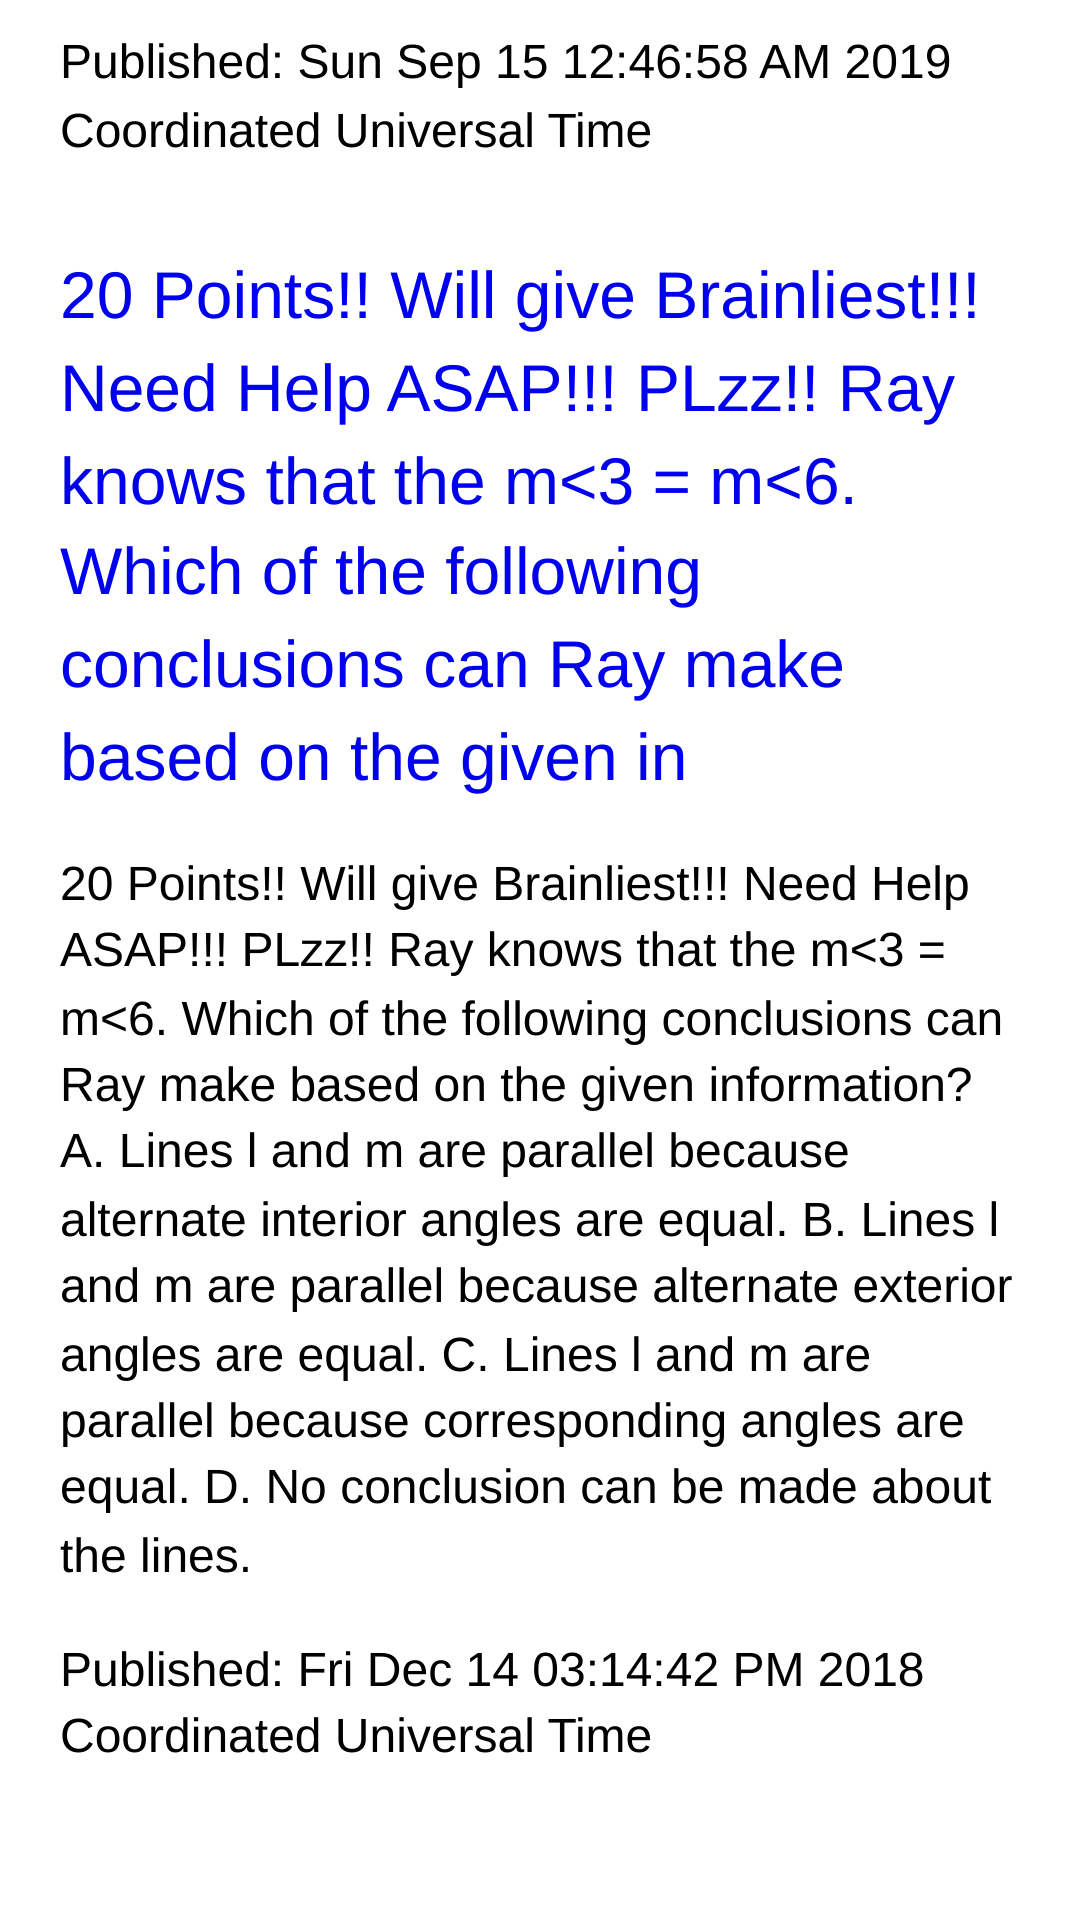 Published: Sun Sep 15 12:46:58 AM 2019
Coordinated Universal Time
20 Points!! Will give Brainliest!!!
Need Help ASAP!!! PLzz!! Ray
knows that the m<3 = m<6.
Which of the following
conclusions can Ray make
based on the given in
20 Points!! Will give Brainliest!!! Need Help
ASAP!!! PLzz!! Ray knows that the m<3 =
m<6. Which of the following conclusions can
Ray make based on the given information?
A. Lines l and m are parallel because
alternate interior angles are equal. B. Lines l
and m are parallel because alternate exterior
angles are equal. C. Lines l and m are
parallel because corresponding angles are
equal. D. No conclusion can be made about
the lines.
Published: Fri Dec 14 03:14:42 PM 2018
Coordinated Universal Time